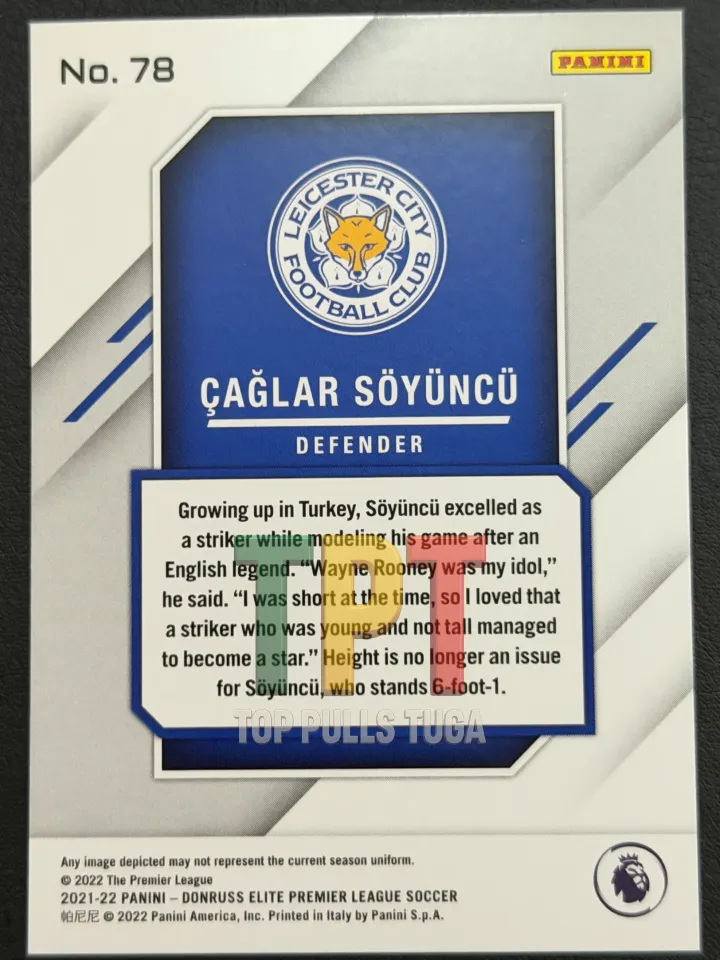 No. 78
PANINI
LEICESTER CITY
FOOTBALL CLUB
ÇAĞLAR SÖYÜNCÜ
DEFENDER
Growing up in Turkey, Söyüncü excelled as
a striker while modeling his game after an
English legend. “Wayne Rooney was my idol,”
he said. “I was short at the time, so I loved that
a striker who was young and not tall managed
to become a star.” Height is no longer an issue
for Söyüncü, who stands 6-foot-1.
TPT
TOP PULLS TUGA
Any image depicted may not represent the current season uniform.
© 2022 The Premier League
2021-22 PANINI – DONRUSS ELITE PREMIER LEAGUE SOCCER
帕尼尼 © 2022 Panini America, Inc. Printed in Italy by Panini S.p.A.